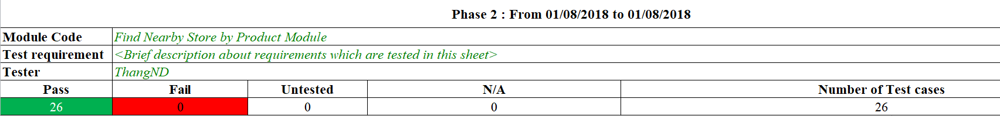 Phase 2 : From 01/08/2018 to 01/08/2018
Module Code Find Nearby Store by Product Module
Test requirement <Brief description about requirements which are tested in this sheet>
Tester ThangND
Pass Fail Untested N/A Number of Test cases
26 0 0 0 26